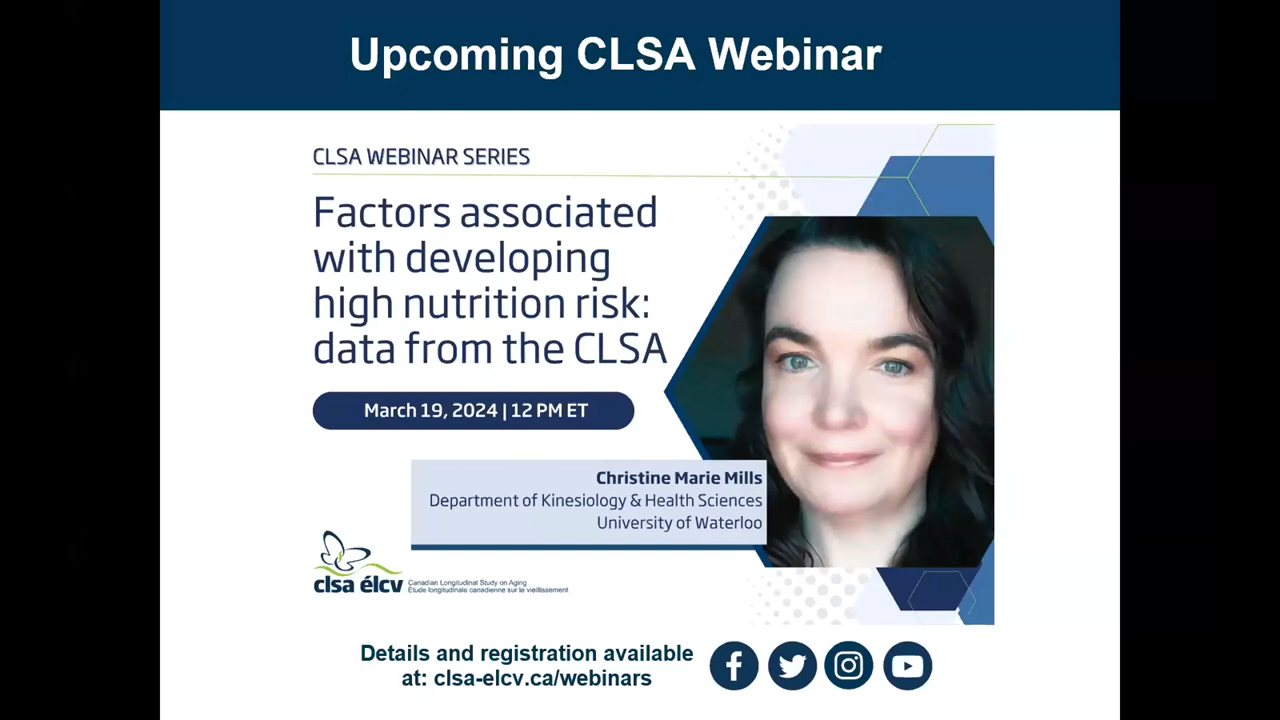 Upcoming CLSA Webinar
CLSA WEBINAR SERIES
Factors associated
with developing
high nutrition risk:
data from the CLSA
March 19, 2024 | 12 PM ET
Christine Marie Mills
Department of Kinesiology & Health Sciences
University of Waterloo
clsa élcv
Canadian Longitudinal Study on Aging
Étude longitudinale canadienne sur le vieillissement
Details and registration available
at: clsa-elcv.ca/webinars